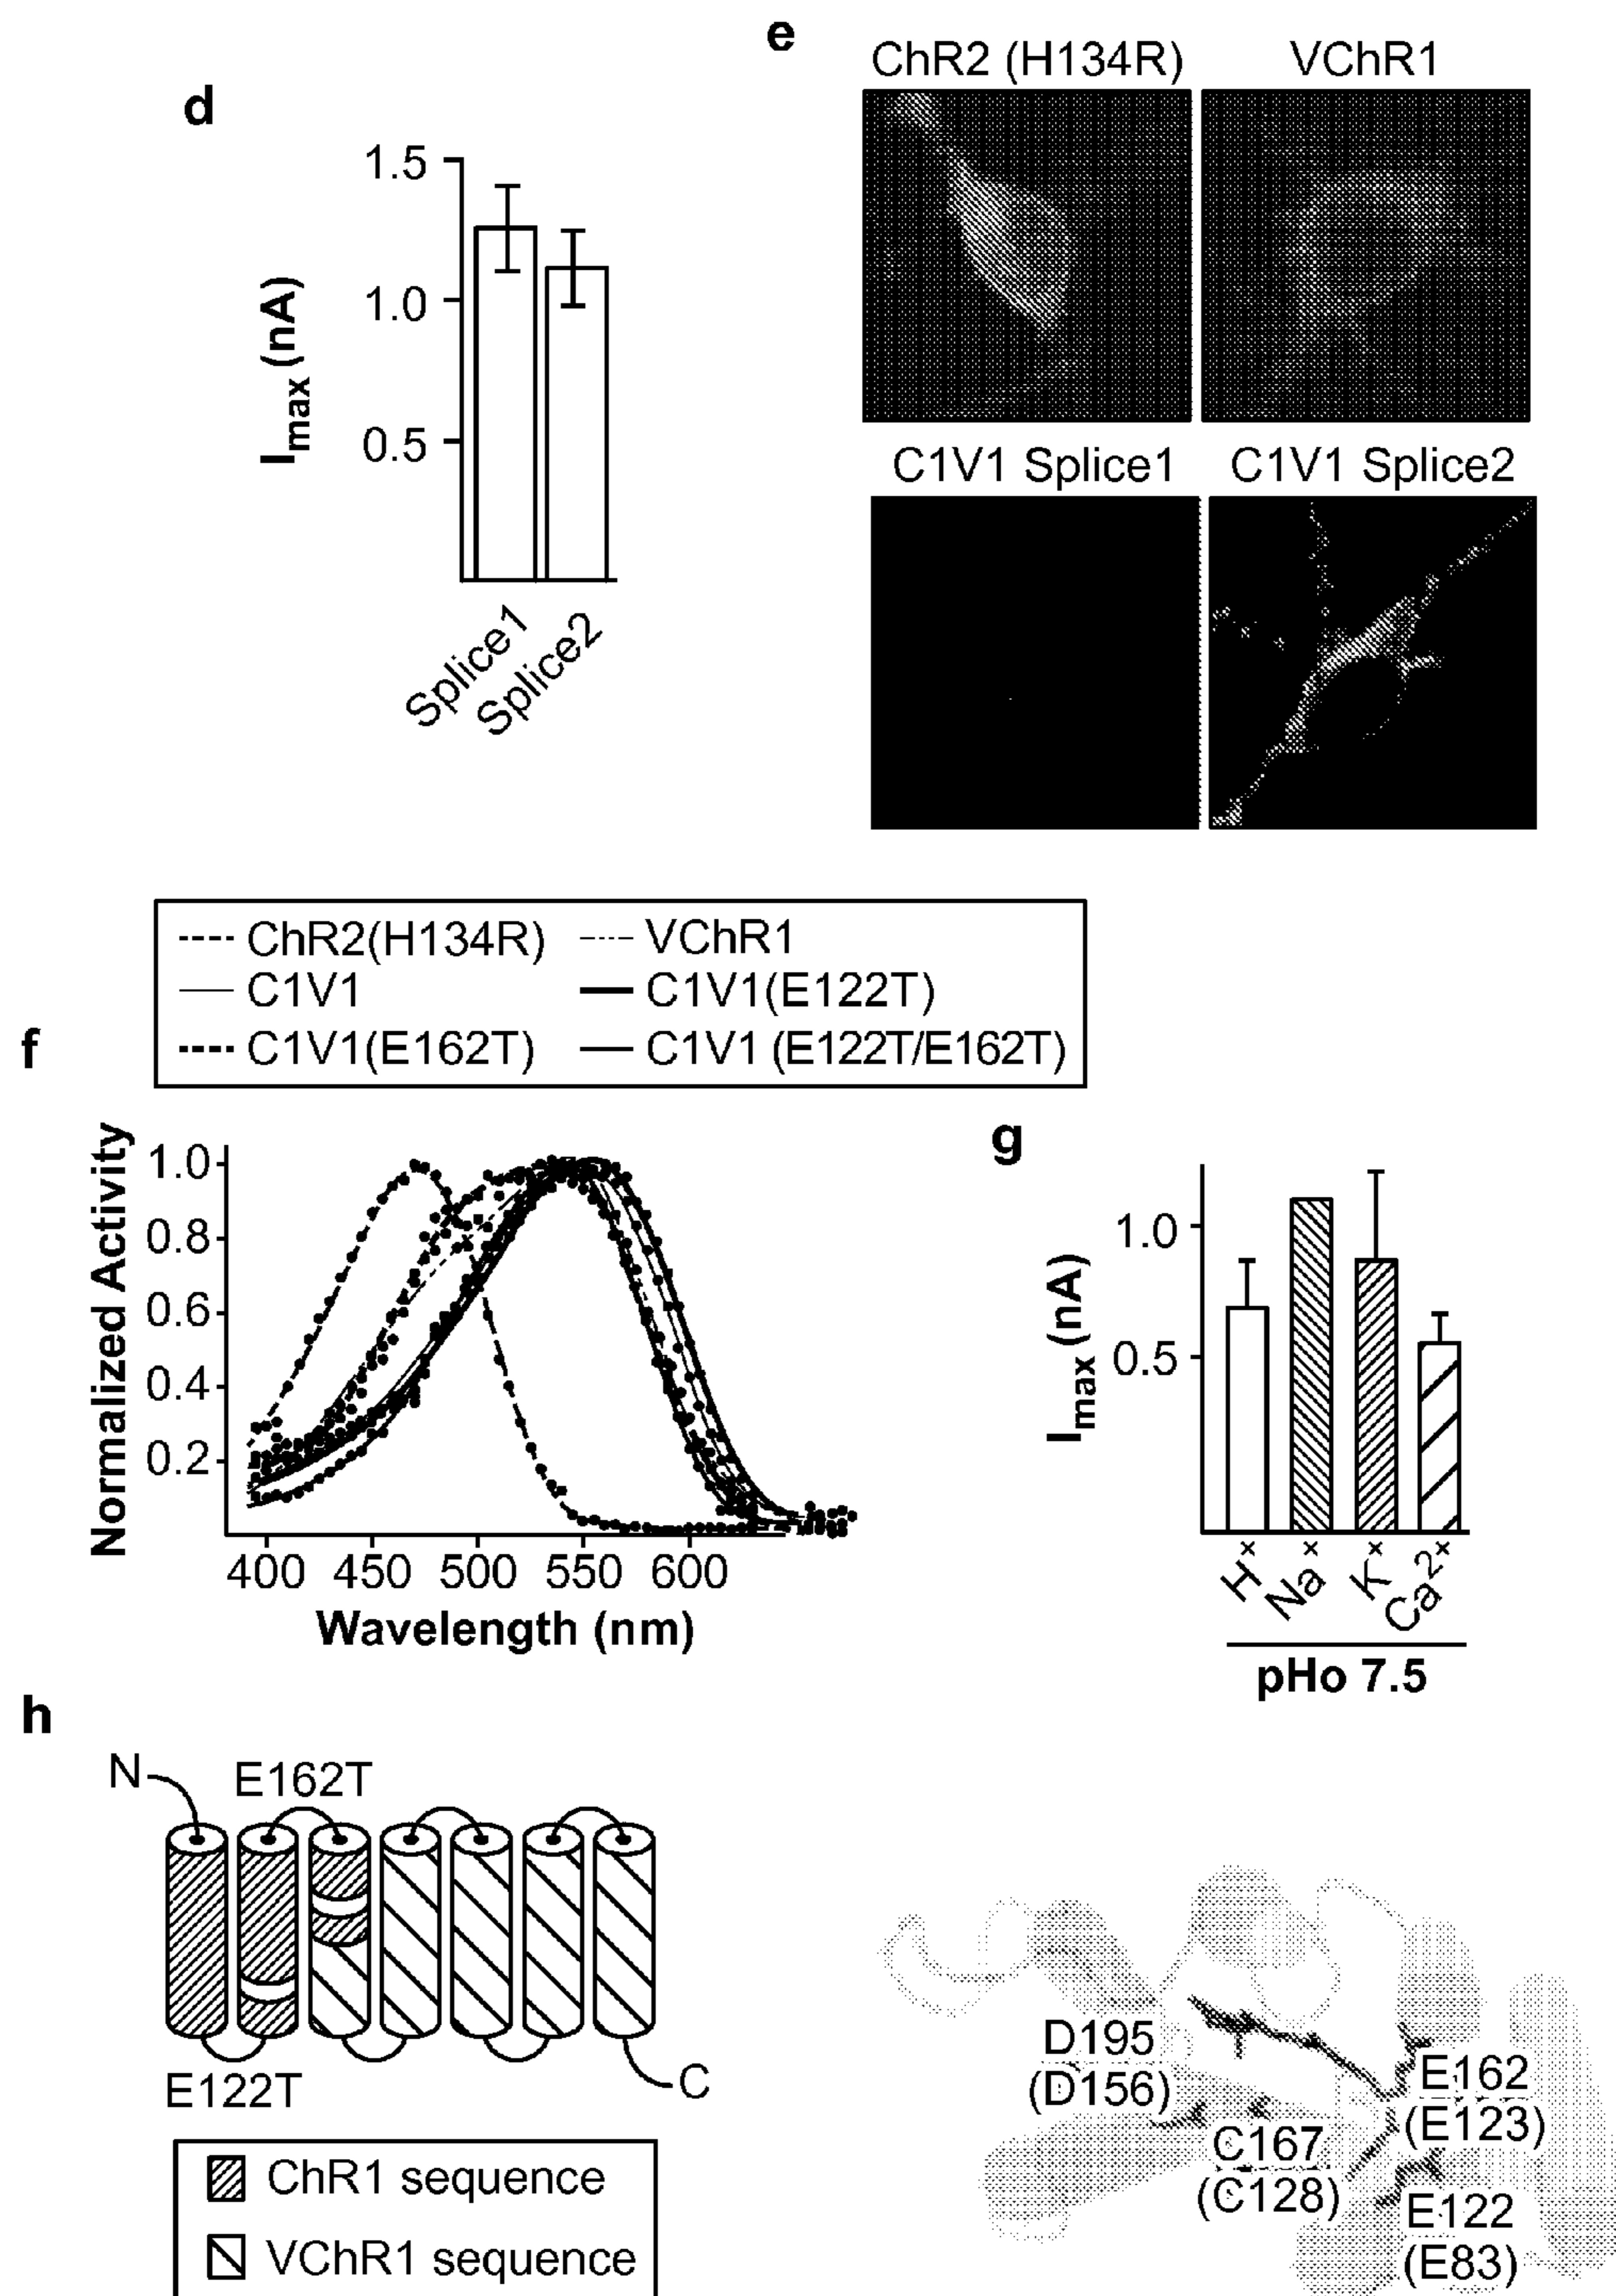 d
1.5
1.0
0.5
Imax (nA)
Splice1
Splice2
e
ChR2 (H134R)
VChR1
C1V1 Splice1
C1V1 Splice2
f
ChR2(H134R)
VChR1
C1V1
C1V1(E122T)
C1V1(E162T)
C1V1 (E122T/E162T)
Normalized Activity
1.0
0.8
0.6
0.4
0.2
400 450 500 550 600
Wavelength (nm)
g
Imax (nA)
1.0
0.5
H+
Na+
K+
Ca2+
pHo 7.5
h
N
E162T
E122T
C
ChR1 sequence
VChR1 sequence
D195
(D156)
C167
(C128)
E162
(E123)
E122
(E83)